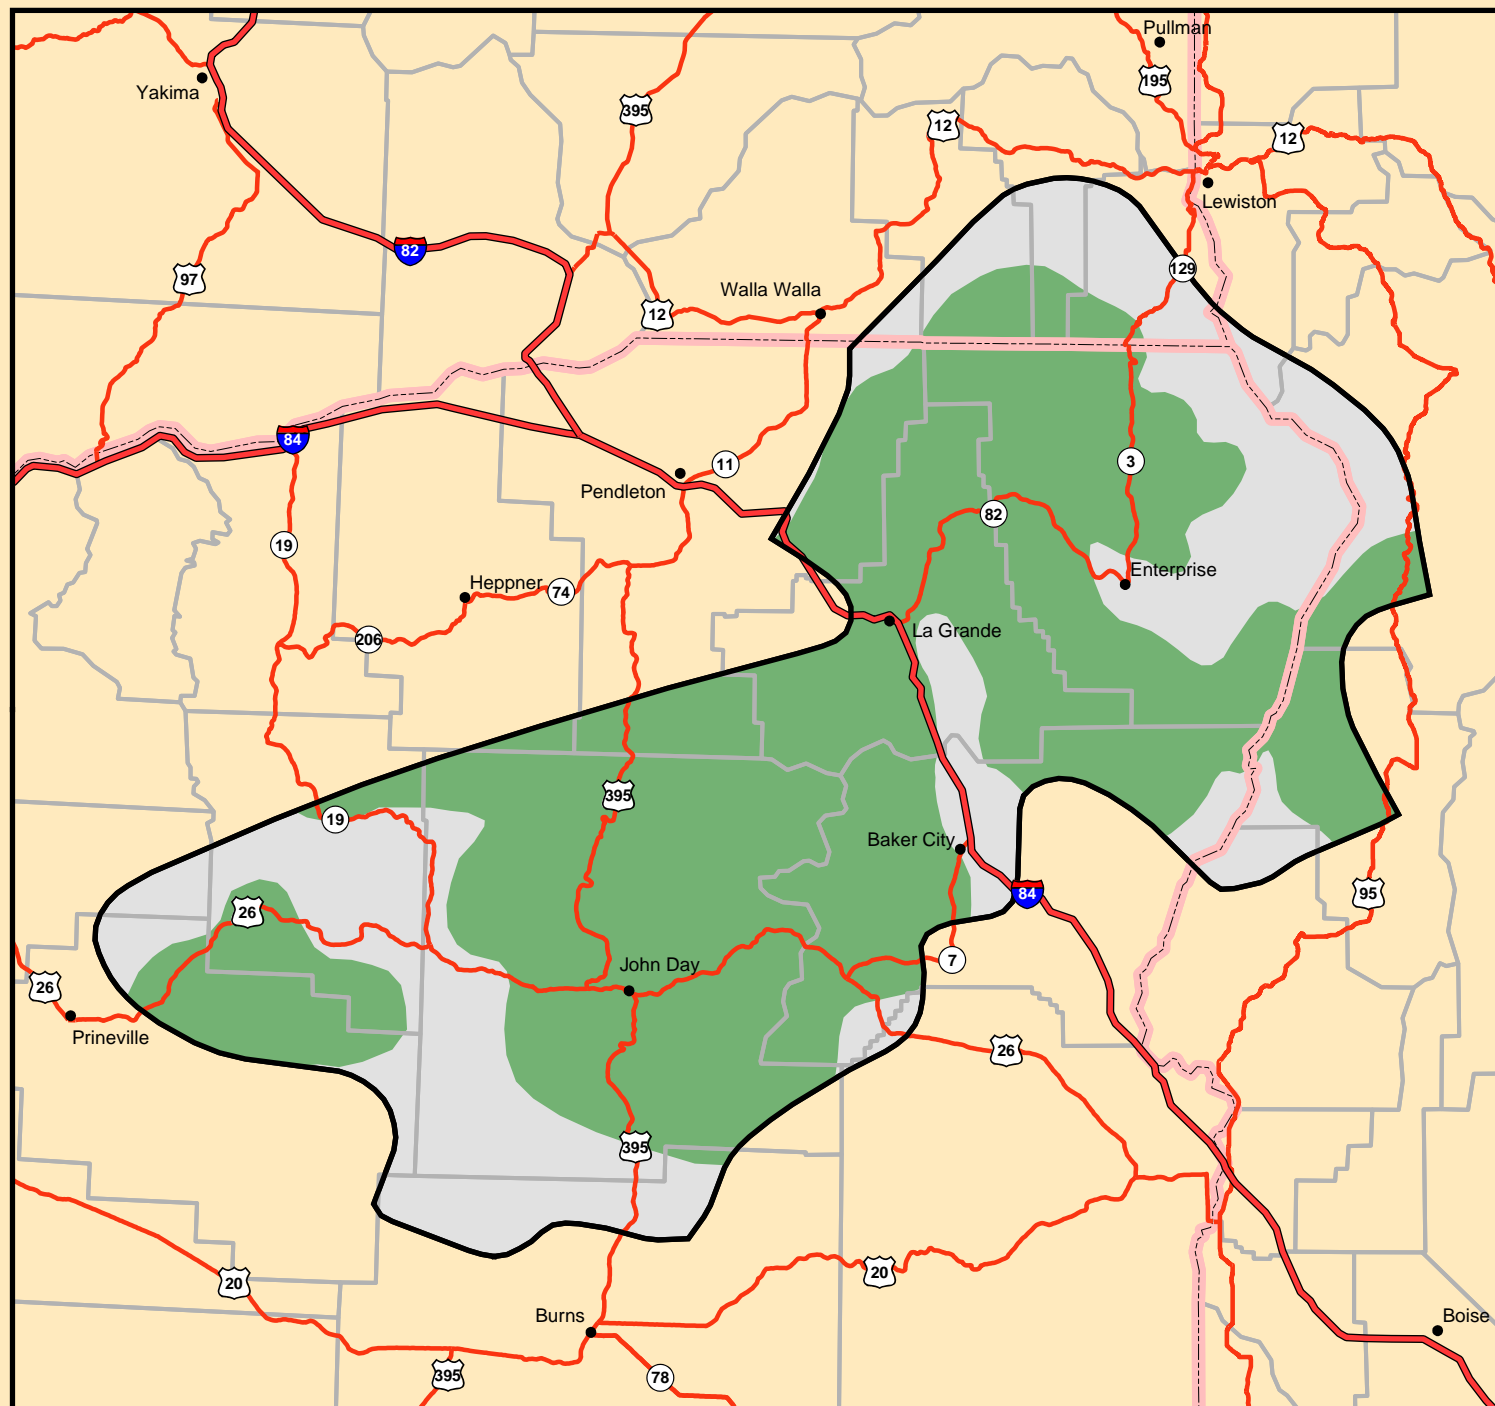 Pullman
195
Yakima
395
12
12
Lewiston
82
97
129
Walla Walla
12
84
11
3
Pendleton
82
19
Enterprise
Heppner
74
206
La Grande
395
19
Baker City
84
95
26
7
John Day
26
Prineville
26
395
20
20
Burns
Boise
395
78